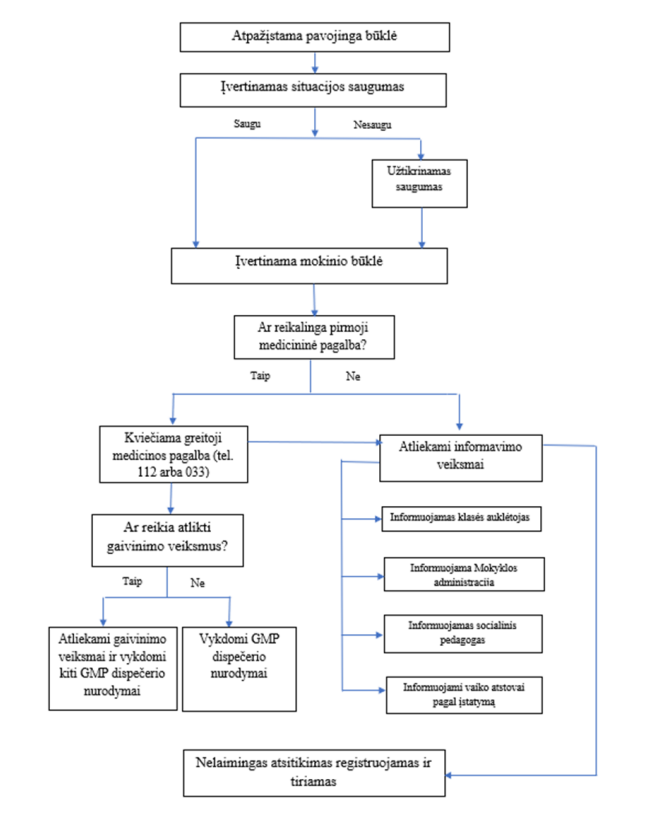 Atpažįstama pavojinga būklė
Įvertinamas situacijos saugumas
Saugu
Nesaugu
Užtikrinamas
saugumas
Įvertinama mokinio būklė
Ar reikalinga pirmoji
medicininė pagalba?
Taip
Ne
Kviečiama greitoji
medicinos pagalba (tel.
112 arba 033)
Atliekami informavimo
veiksmai
Informuojamas klasės auklėtojas
Ar reikia atlikti
gaivinimo veiksmus?
Informuojama Mokyklos
administracija
Taip
Ne
Atliekami gaivinimo
veiksmai ir vykdomi
kiti GMP dispečerio
nurodymai
Vykdomi GMP
dispečerio
nurodymai
Informuojamas socialinis
pedagogas
Informuojami vaiko atstovai
pagal įstatymą
Nelaimingas atsitikimas registruojamas ir
tiriamas